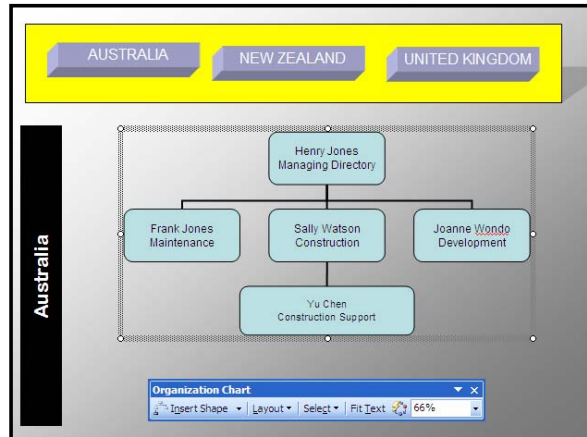 AUSTRALIA
NEW ZEALAND
UNITED KINGDOM
Australia
Henry Jones
Managing Directory
Frank Jones
Maintenance
Sally Watson
Construction
Joanne Wondo
Development
Yu Chen
Construction Support
Organization Chart
Insert Shape
Layout
Select
Fit Text
66%